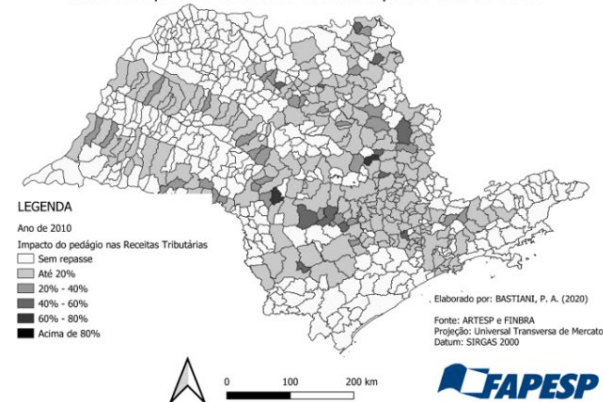 LEGENDA
Ano de 2010
Impacto do pedágio nas Receitas Tributárias
Sem repasse
Até 20%
20% - 40%
40% - 60%
60% - 80%
Acima de 80%
Elaborado por: BASTIANI, P. A. (2020)
Fonte: ARTESP e FINBRA
Projeção: Universal Transversa de Mercato
Datum: SIRGAS 2000
0 100 200 km
FAPESP